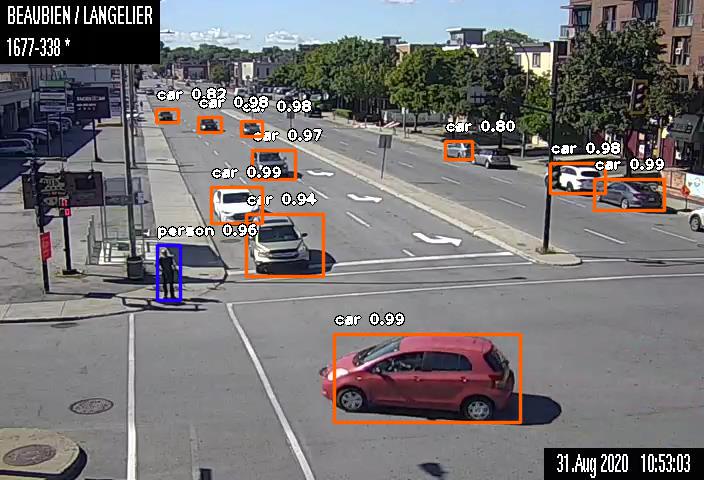 BEAUBIEN / LANGELIER
1677-338 *
car 0.82
car 0.98
car 0.98
car 0.97
car 0.80
car 0.98
car 0.99
car 0.99
car 0.94
person 0.96
car 0.99
31.Aug 2020 10:53:03